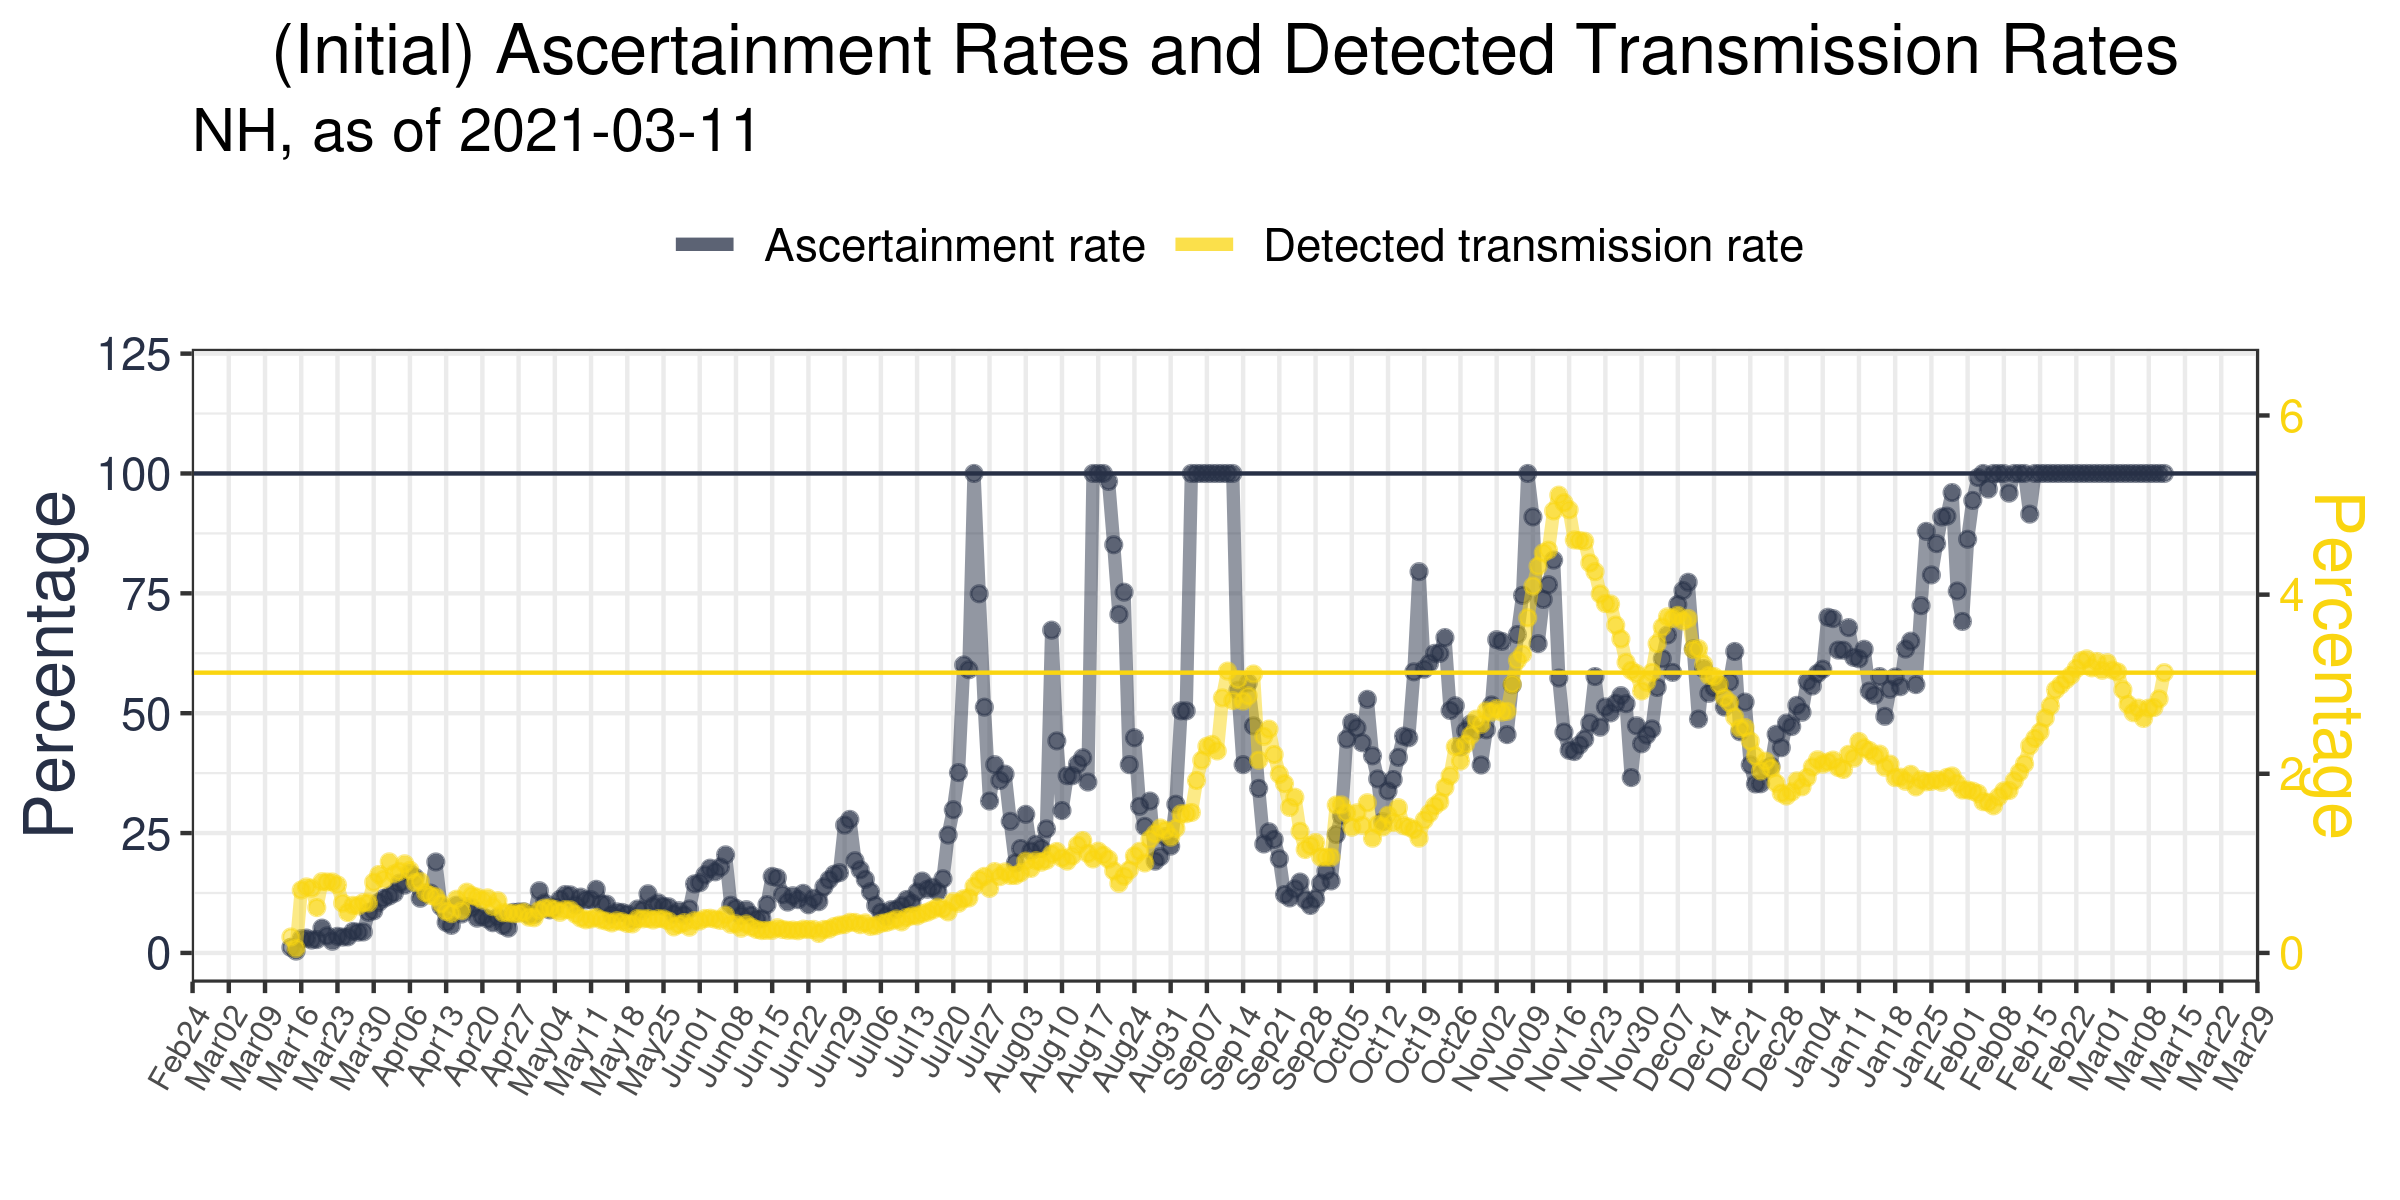 (Initial) Ascertainment Rates and Detected Transmission Rates
NH, as of 2021-03-11
Ascertainment rate
Detected transmission rate
Percentage
125
100
75
50
25
0
6
4
2
0
Percentage
Feb24
Mar02
Mar09
Mar16
Mar23
Mar30
Apr06
Apr13
Apr20
Apr27
May04
May11
May18
May25
Jun01
Jun08
Jun15
Jun22
Jun29
Jul06
Jul13
Jul20
Jul27
Aug03
Aug10
Aug17
Aug24
Aug31
Sep07
Sep14
Sep21
Sep28
Oct05
Oct12
Oct19
Oct26
Nov02
Nov09
Nov16
Nov23
Nov30
Dec07
Dec14
Dec21
Dec28
Jan04
Jan11
Jan18
Jan25
Feb01
Feb08
Feb15
Feb22
Mar01
Mar08
Mar15
Mar22
Mar29